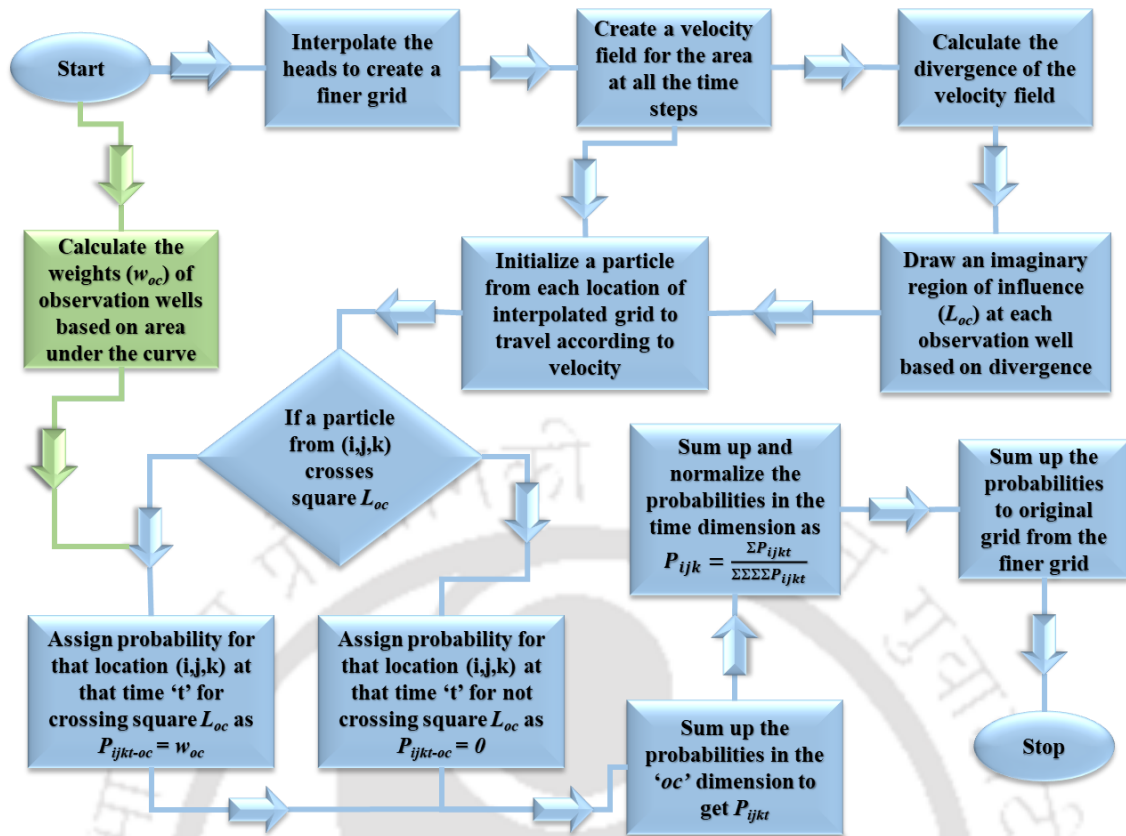 Start
Interpolate the
heads to create a
finer grid
Create a velocity
field for the area
at all the time
steps
Calculate the
divergence of the
velocity field
Calculate the
weights (w_oc) of
observation wells
based on area
under the curve
Initialize a particle
from each location of
interpolated grid to
travel according to
velocity
Draw an imaginary
region of influence
(L_oc) at each
observation well
based on divergence
If a particle
from (i,j,k)
crosses
square L_oc
Sum up and
normalize the
probabilities in the
time dimension as
P_ijk = ΣP_ijkt / ΣΣΣΣP_ijkt
Sum up the
probabilities
to original
grid from the
finer grid
Assign probability for
that location (i,j,k) at
that time ‘t’ for
crossing square L_oc as
P_ijkt-oc = w_oc
Assign probability for
that location (i,j,k) at
that time ‘t’ for not
crossing square L_oc as
P_ijkt-oc = 0
Sum up the
probabilities in the
‘oc’ dimension to
get P_ijkt
Stop